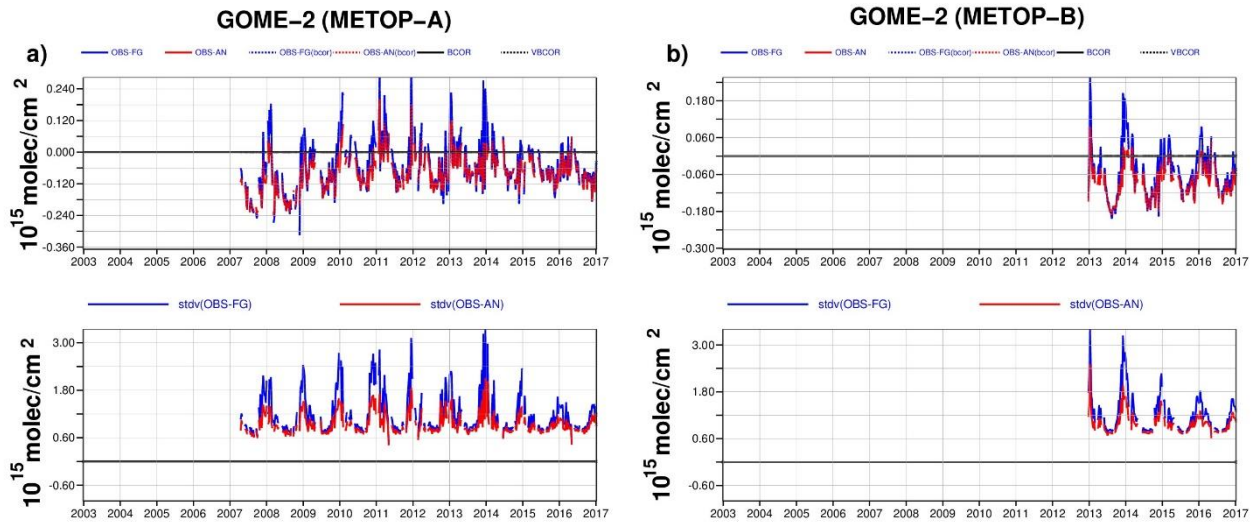 GOME-2 (METOP-A)
a)
OBS-FG OBS-AN OBS-FG(bcor) OBS-AN(bcor) BCOR VBCOR
10 15 molec/cm 2
0.240
0.120
0.000
-0.120
-0.240
-0.360
2003 2004 2005 2006 2007 2008 2009 2010 2011 2012 2013 2014 2015 2016 2017
stdv(OBS-FG) stdv(OBS-AN)
10 15 molec/cm 2
3.00
1.80
0.60
-0.60
2003 2004 2005 2006 2007 2008 2009 2010 2011 2012 2013 2014 2015 2016 2017
GOME-2 (METOP-B)
b)
OBS-FG OBS-AN OBS-FG(bcor) OBS-AN(bcor) BCOR VBCOR
10 15 molec/cm 2
0.180
0.060
-0.060
-0.180
-0.300
2003 2004 2005 2006 2007 2008 2009 2010 2011 2012 2013 2014 2015 2016 2017
stdv(OBS-FG) stdv(OBS-AN)
10 15 molec/cm 2
3.00
1.80
0.60
-0.60
2003 2004 2005 2006 2007 2008 2009 2010 2011 2012 2013 2014 2015 2016 2017